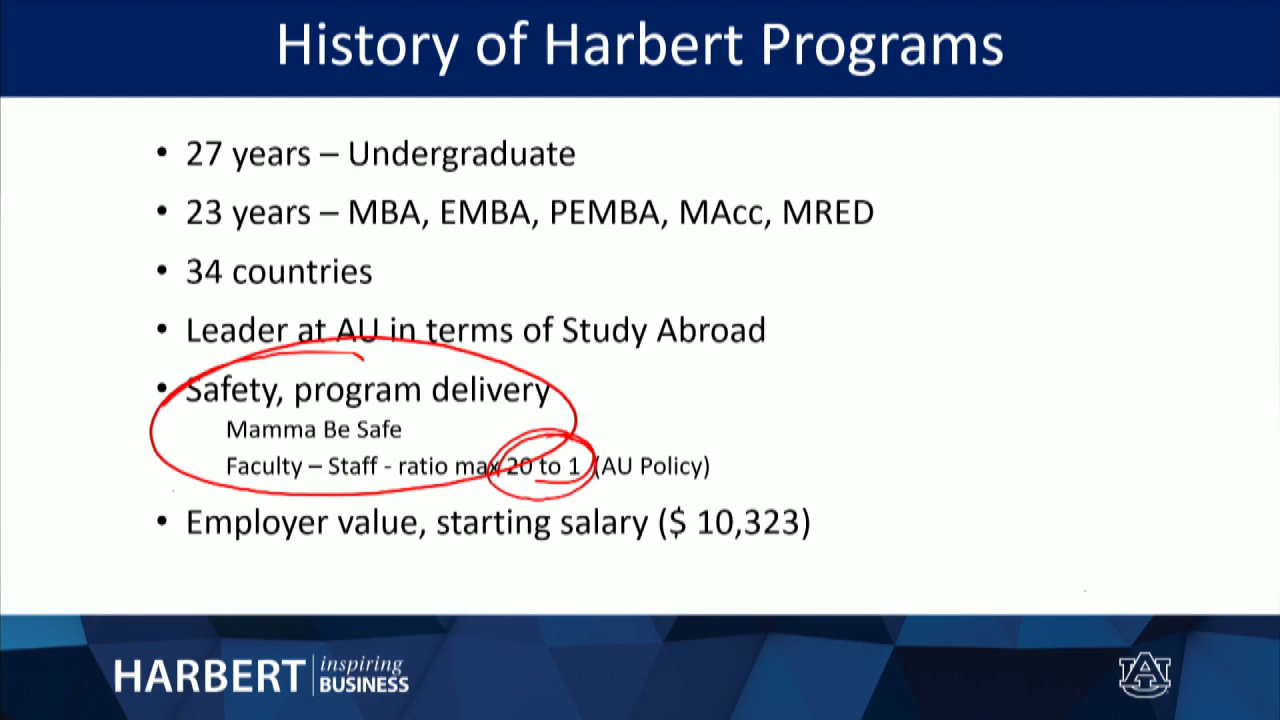 History of Harbert Programs
• 27 years – Undergraduate
• 23 years – MBA, EMBA, PEMBA, MAcc, MRED
• 34 countries
• Leader at AU in terms of Study Abroad
• Safety, program delivery
Mamma Be Safe
Faculty – Staff - ratio max 20 to 1 (AU Policy)
• Employer value, starting salary ($ 10,323)
HARBERT inspiring
BUSINESS
AU